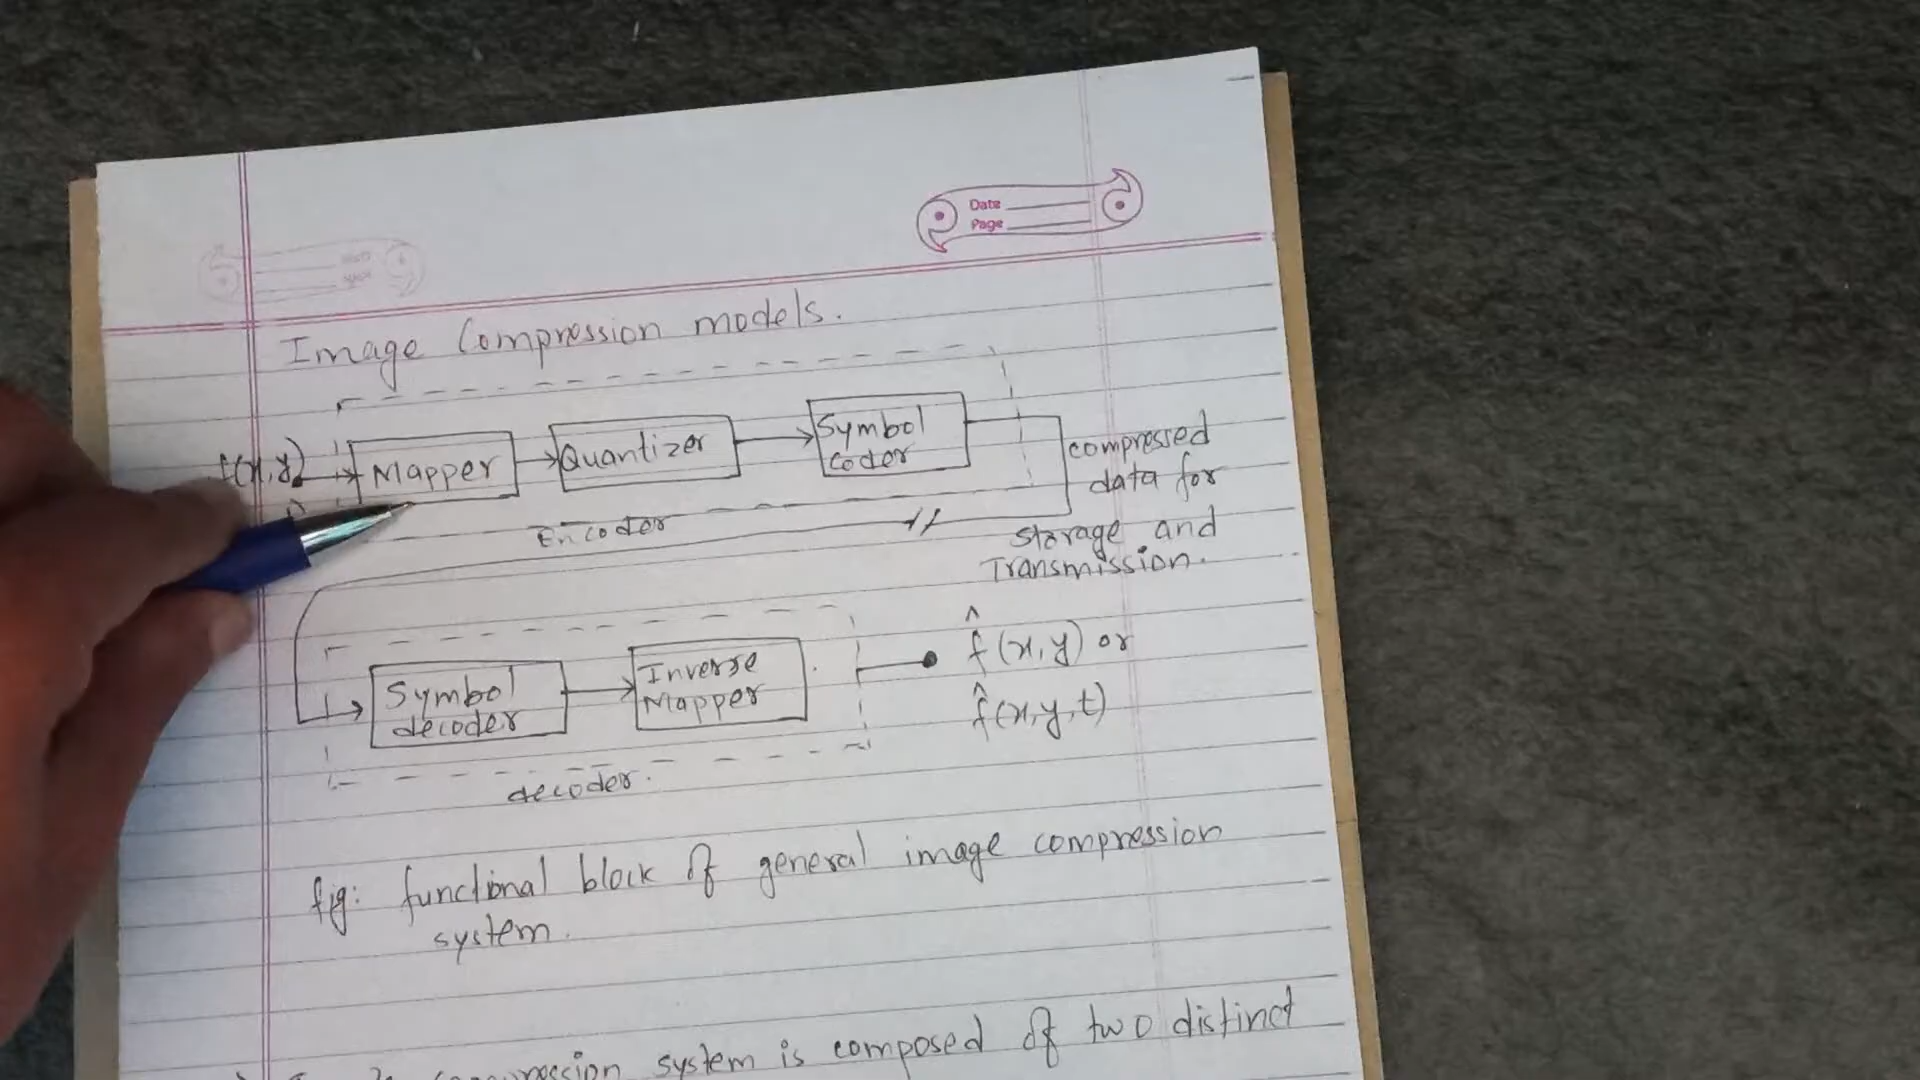 Date
Page
Image Compression models.
f(x,y)
Mapper
Quantizer
Symbol
coder
compressed
data for
storage and
Transmission.
Encoder
Symbol
decoder
Inverse
Mapper
f̂(x,y) or
f̂(x,y,t)
decoder.
fig: functional block of general image compression
system.
system is composed of two distinct